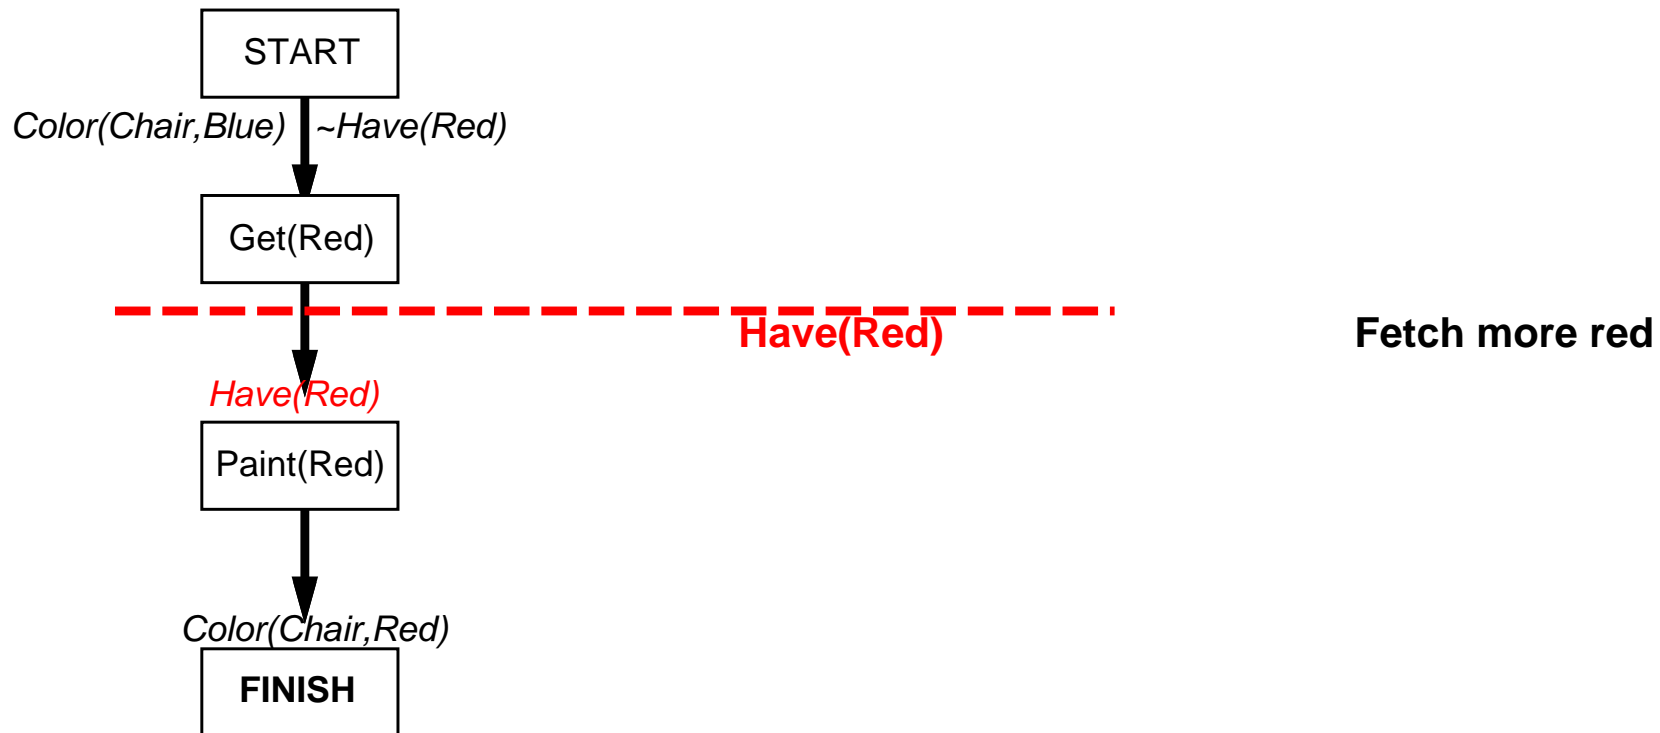 START
Color(Chair,Blue) ~Have(Red)
Get(Red)
Have(Red) Fetch more red
Have(Red)
Paint(Red)
Color(Chair,Red)
FINISH